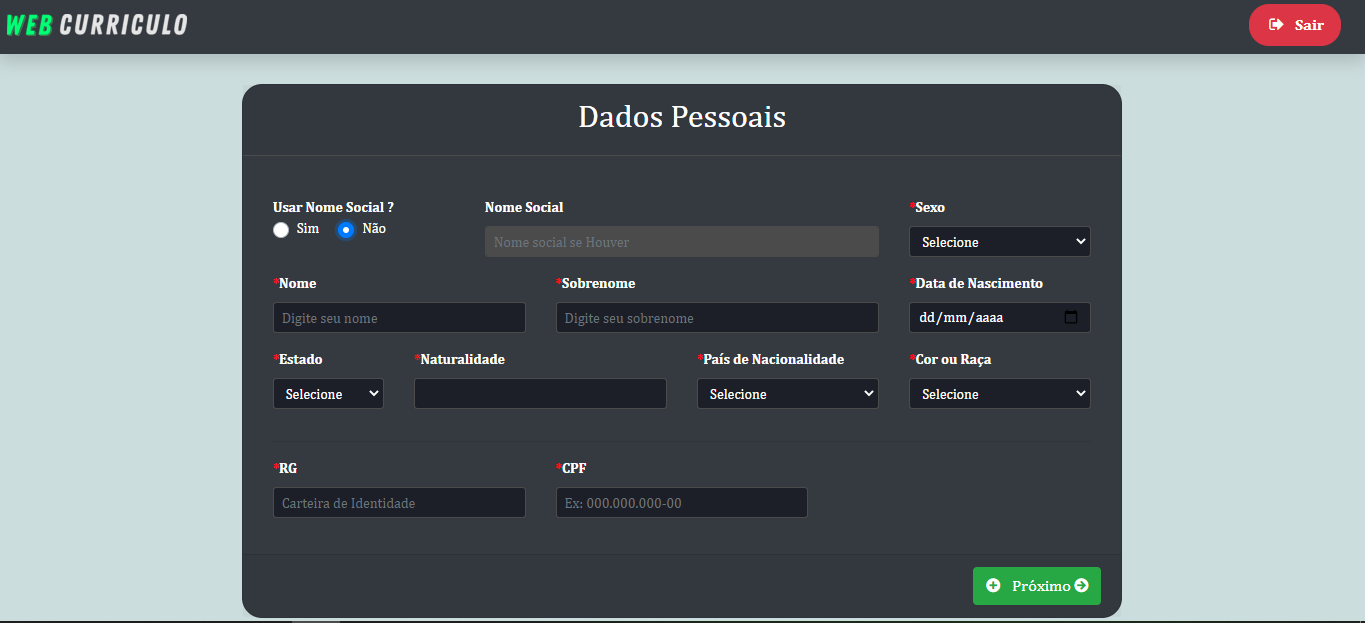 WEB CURRICULO
Sair
Dados Pessoais
Usar Nome Social ?
Sim
Não
Nome Social
Nome social se Houver
*Sexo
Selecione
*Nome
Digite seu nome
*Sobrenome
Digite seu sobrenome
*Data de Nascimento
dd/mm/aaaa
*Estado
Selecione
*Naturalidade
*País de Nacionalidade
Selecione
*Cor ou Raça
Selecione
*RG
Carteira de Identidade
*CPF
Ex: 000.000.000-00
Próximo